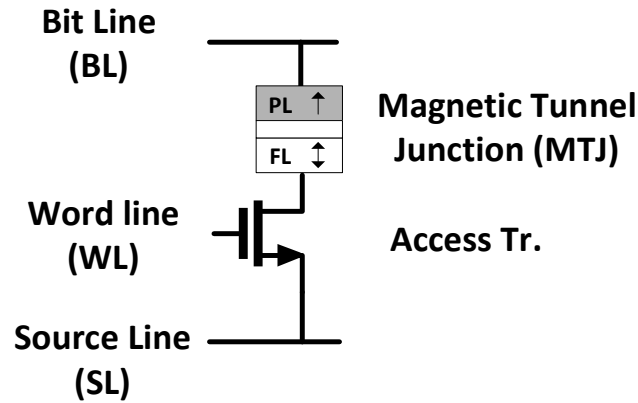 Bit Line
(BL)
PL ↑
FL ↕
Magnetic Tunnel
Junction (MTJ)
Word line
(WL)
Access Tr.
Source Line
(SL)